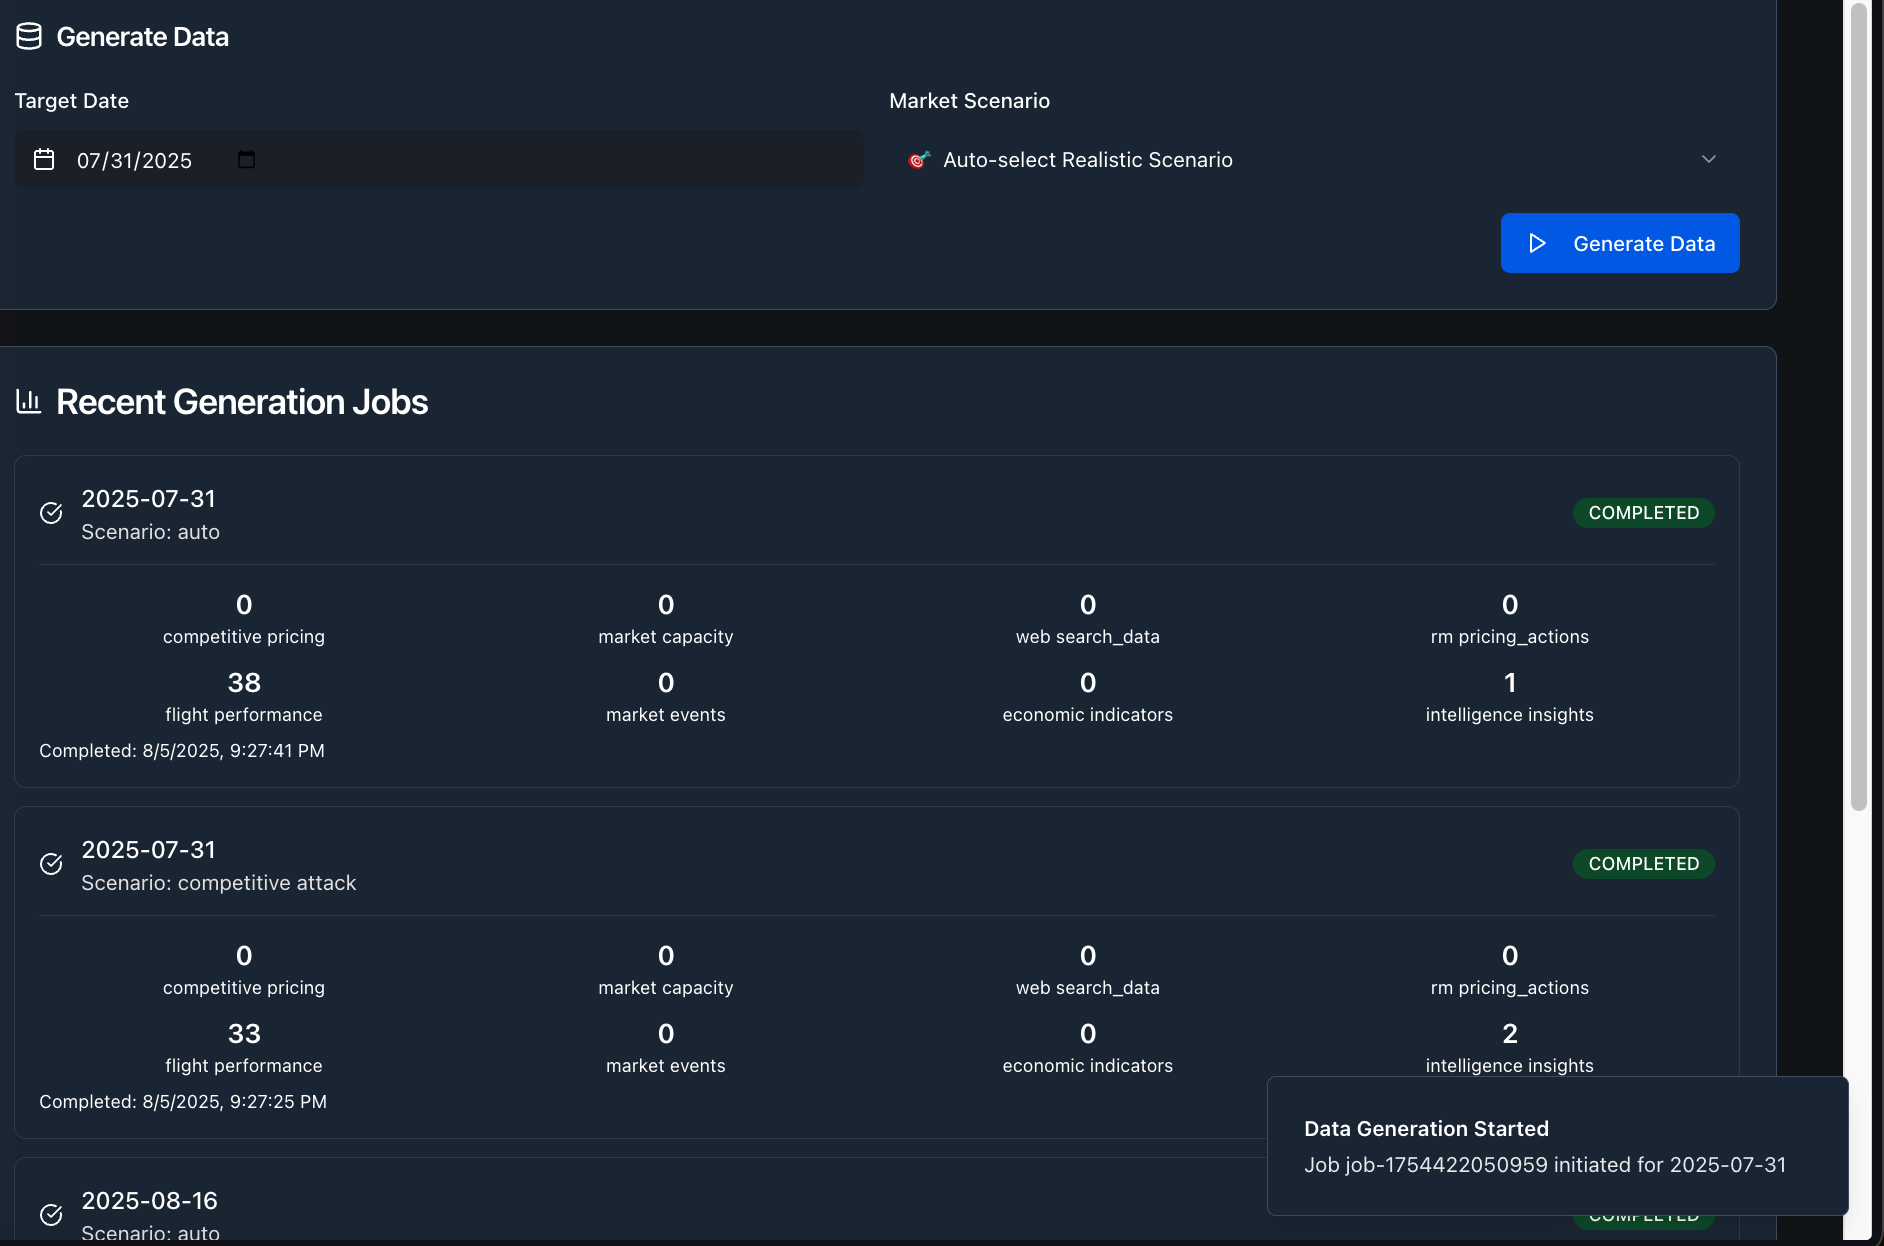 Generate Data
Target Date
Market Scenario
07/31/2025
Auto-select Realistic Scenario
Generate Data
Recent Generation Jobs
2025-07-31
Scenario: auto
COMPLETED
0
0
0
0
competitive pricing
market capacity
web search_data
rm pricing_actions
38
0
0
1
flight performance
market events
economic indicators
intelligence insights
Completed: 8/5/2025, 9:27:41 PM
2025-07-31
Scenario: competitive attack
COMPLETED
0
0
0
0
competitive pricing
market capacity
web search_data
rm pricing_actions
33
0
0
2
flight performance
market events
economic indicators
intelligence insights
Completed: 8/5/2025, 9:27:25 PM
Data Generation Started
Job job-1754422050959 initiated for 2025-07-31
2025-08-16
Scenario: auto
COMPLETED